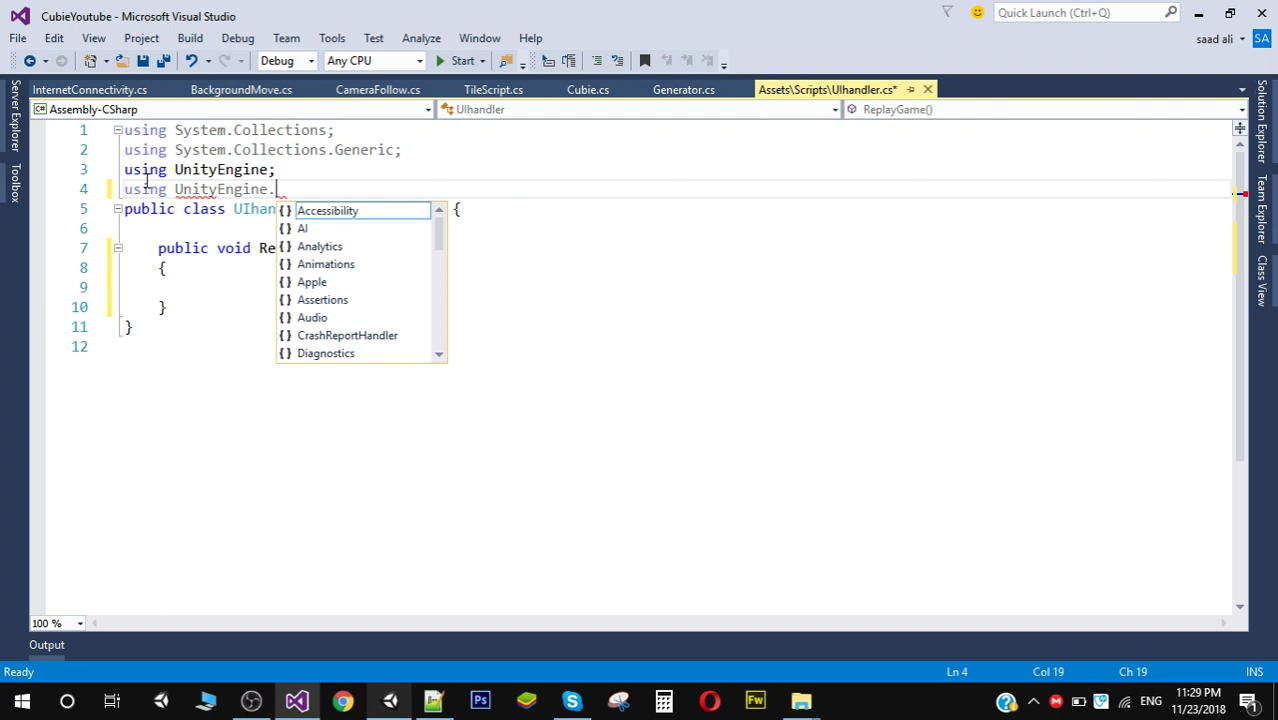 CubieYoutube - Microsoft Visual Studio
Quick Launch (Ctrl+Q)
File Edit View Project Build Debug Team Tools Test Analyze Window Help
saad ali SA
Debug Any CPU Start
InternetConnectivity.cs BackgroundMove.cs CameraFollow.cs TileScript.cs Cubie.cs Generator.cs Assets\Scripts\UIhandler.cs*
Assembly-CSharp UIhandler ReplayGame()
Server Explorer
Toolbox
Solution Explorer
Team Explorer
Class View
1 using System.Collections;
2 using System.Collections.Generic;
3 using UnityEngine;
4 using UnityEngine.
5 public class UIhan {
6
7 public void Re
8 {
9
10 }
11 }
12
{ } Accessibility
{ } AI
{ } Analytics
{ } Animations
{ } Apple
{ } Assertions
{ } Audio
{ } CrashReportHandler
{ } Diagnostics
100 %
Output
Ready Ln 4 Col 19 Ch 19 INS
Ps Fw ENG 11:29 PM
11/23/2018 1